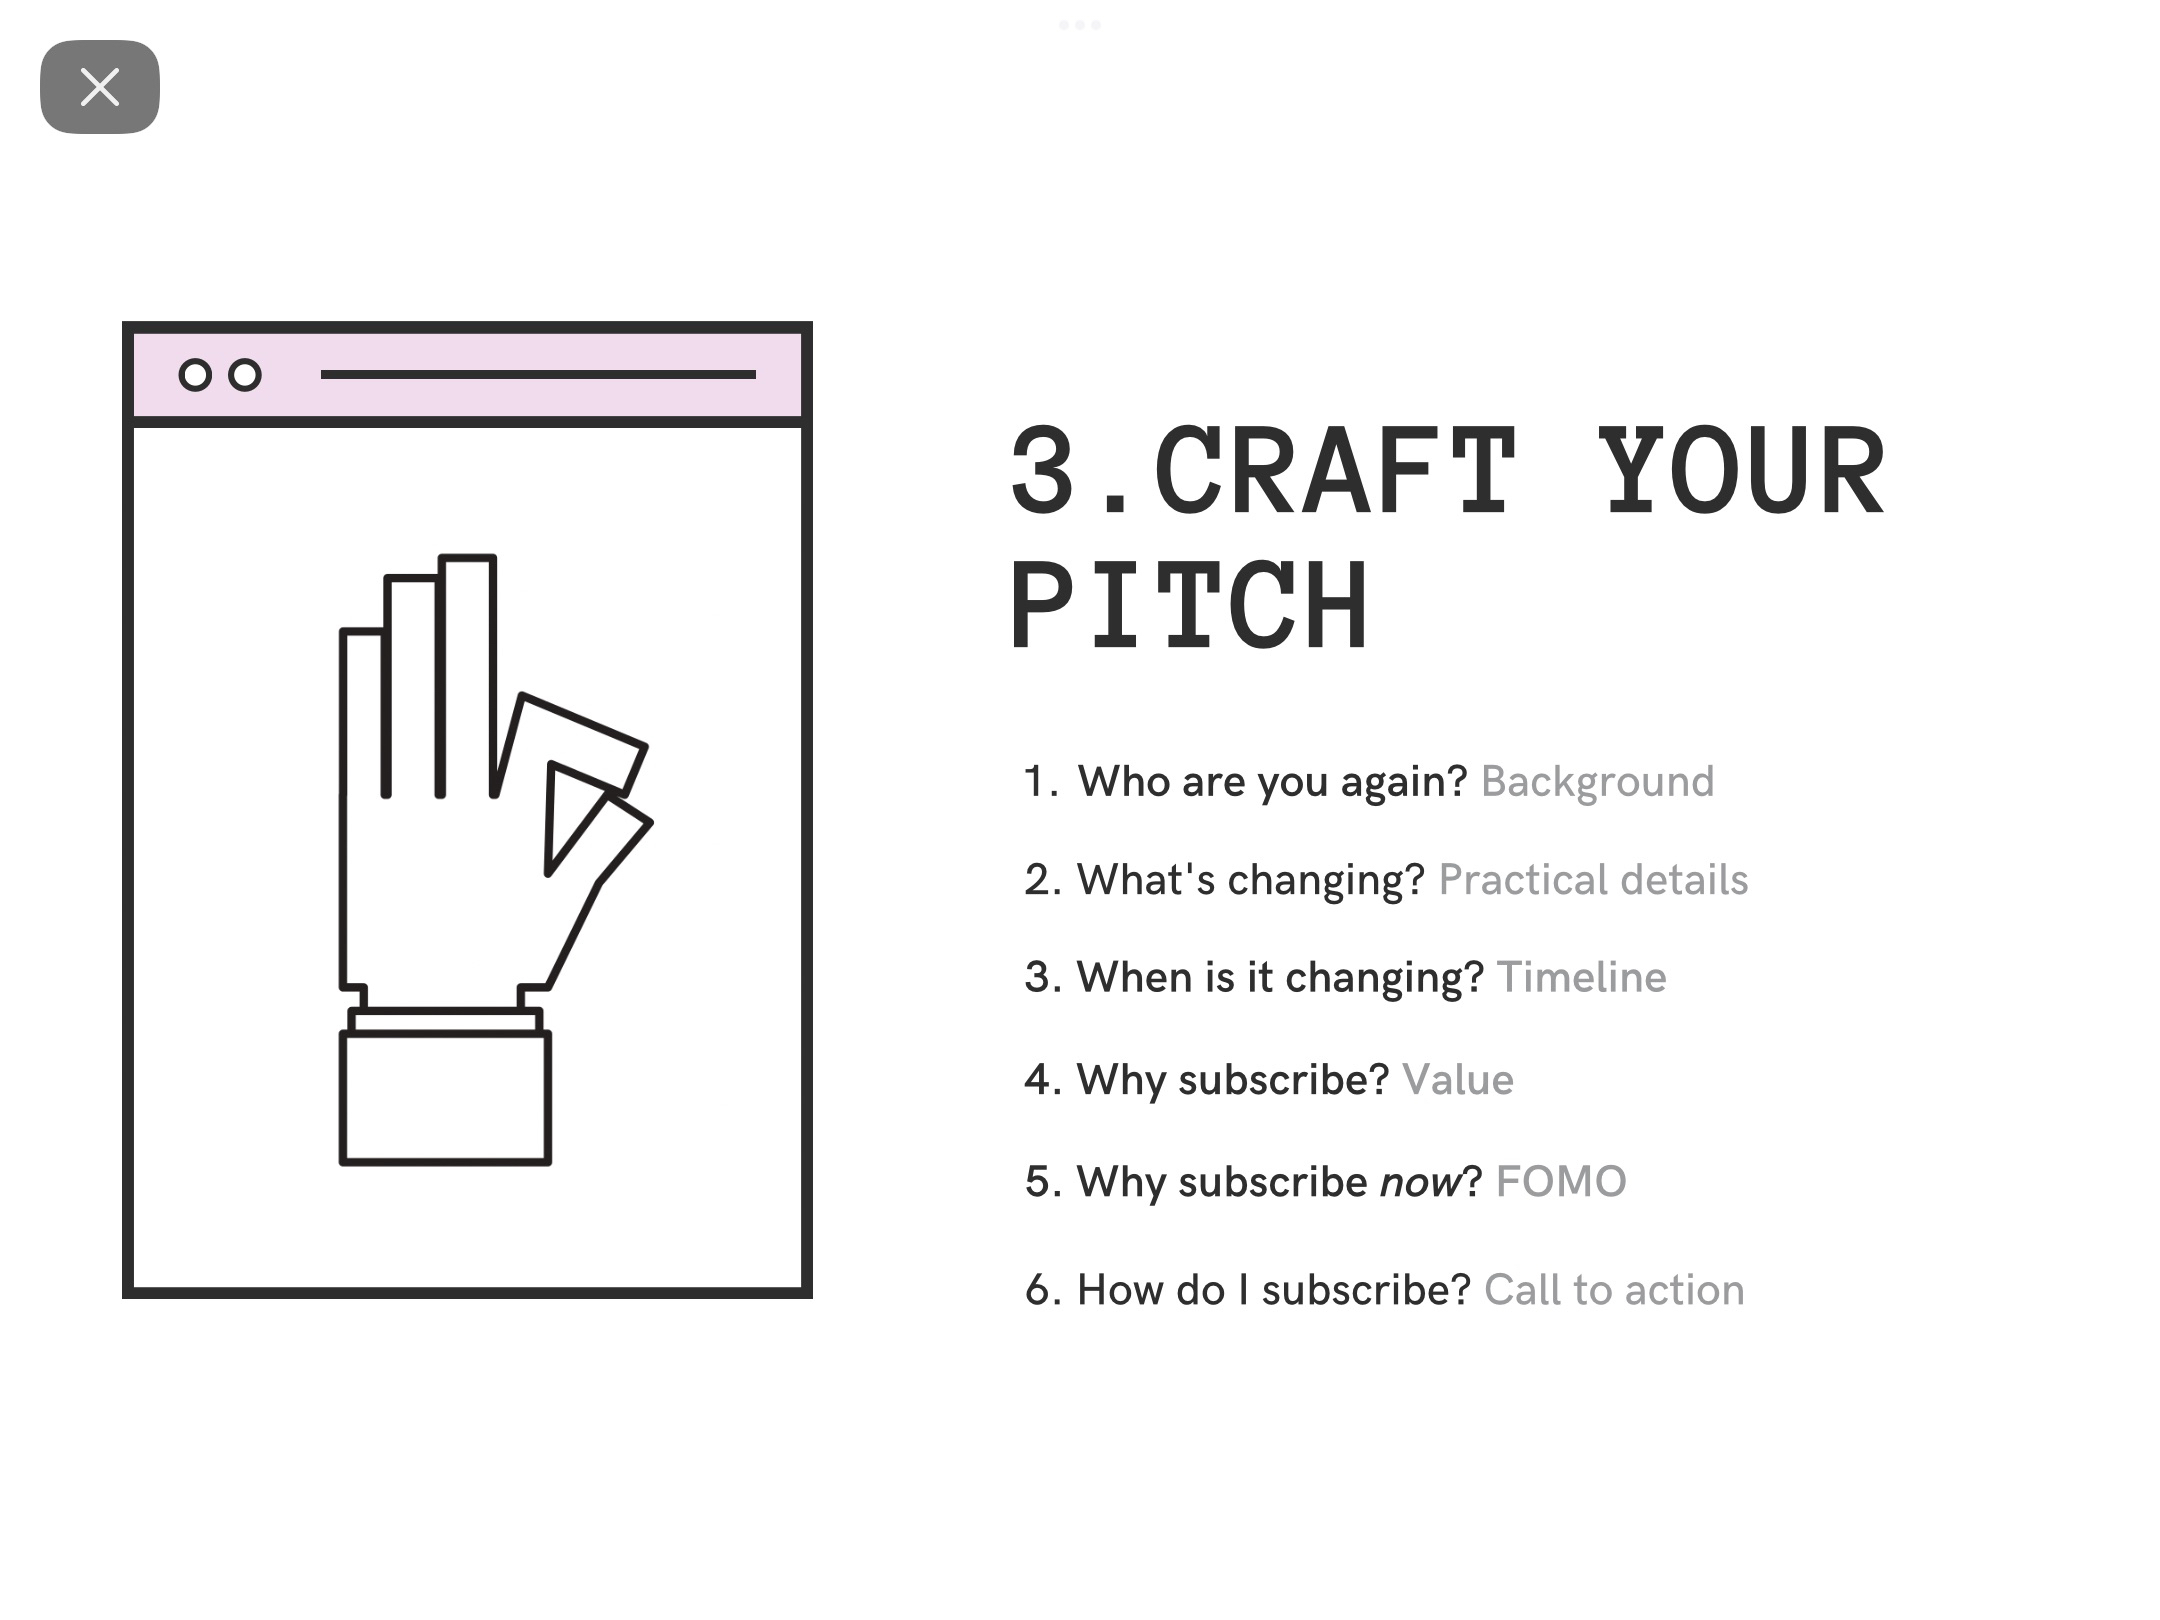 3.CRAFT YOUR
PITCH
1. Who are you again? Background
2. What's changing? Practical details
3. When is it changing? Timeline
4. Why subscribe? Value
5. Why subscribe now? FOMO
6. How do I subscribe? Call to action